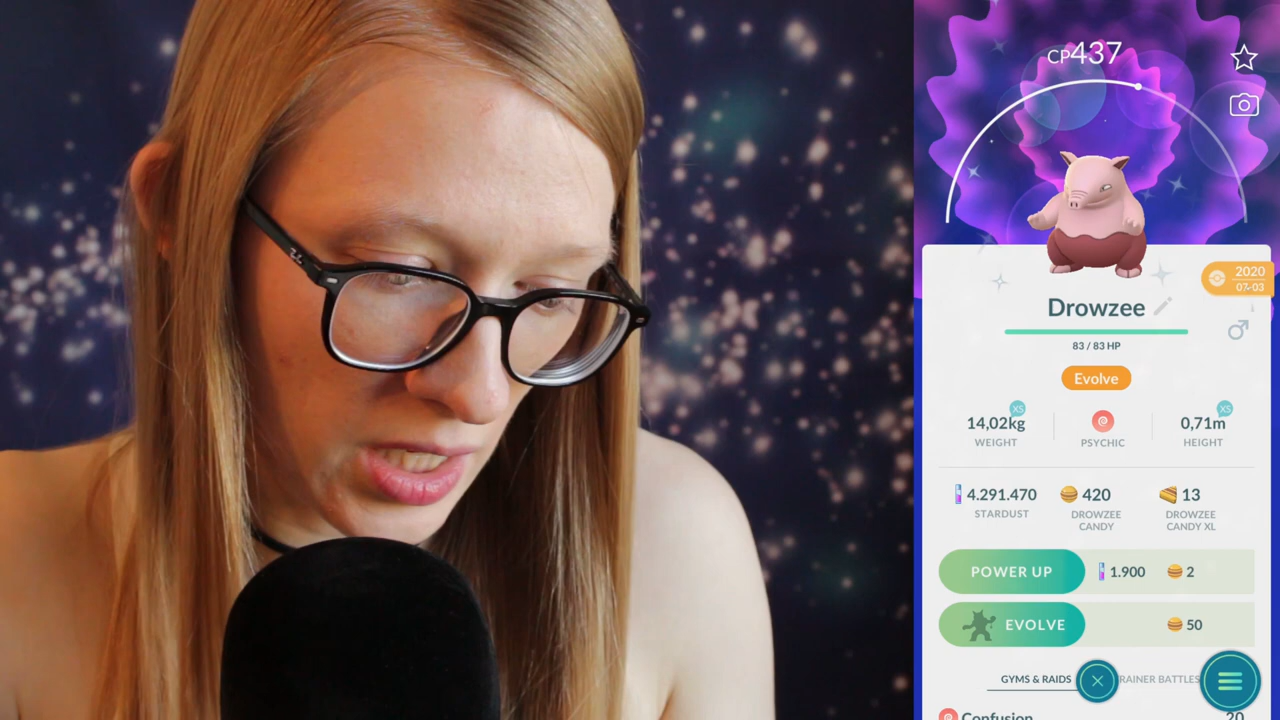 CP437
2020
07-03
Drowzee
83 / 83 HP
Evolve
XS
XS
14,02kg
0,71m
WEIGHT
PSYCHIC
HEIGHT
4.291.470
420
13
STARDUST
DROWZEE
CANDY
DROWZEE
CANDY XL
POWER UP
1.900
2
EVOLVE
50
GYMS & RAIDS
RAINER BATTLES
Confusion
20